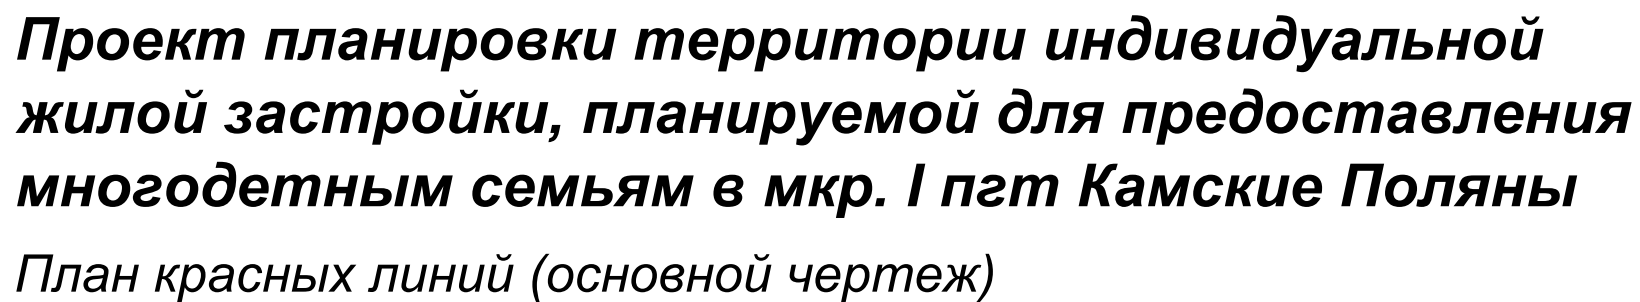 Проект планировки территории индивидуальной
жилой застройки, планируемой для предоставления
многодетным семьям в мкр. I пгт Камские Поляны
План красных линий (основной чертеж)